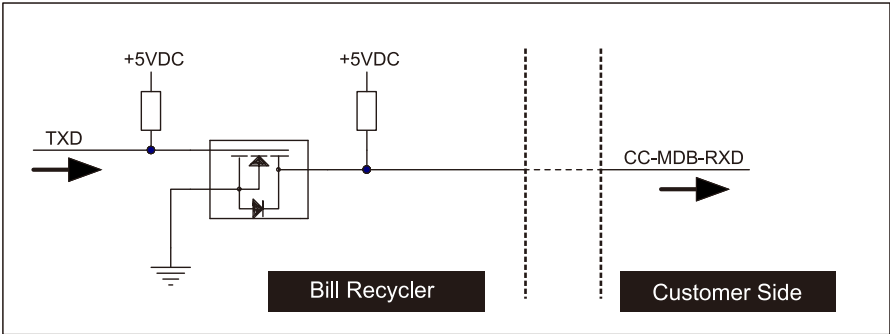 +5VDC
+5VDC
TXD
CC-MDB-RXD
Bill Recycler
Customer Side